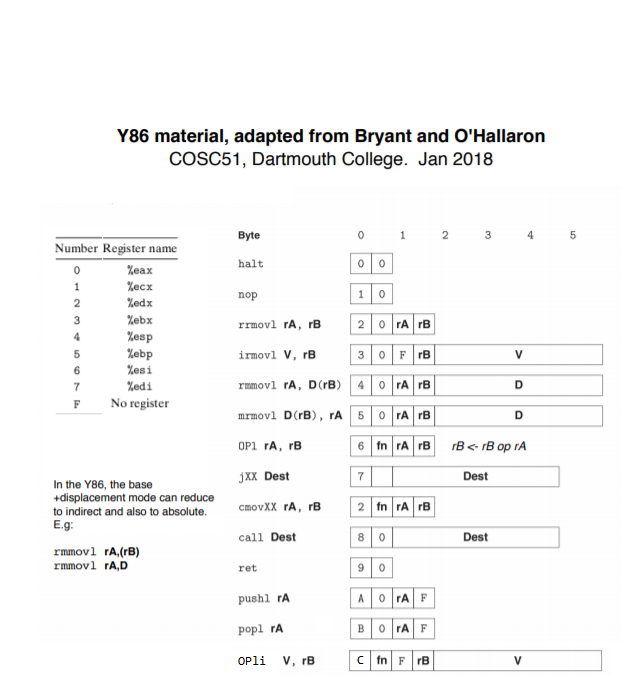 Y86 material, adapted from Bryant and O'Hallaron
COSC51, Dartmouth College. Jan 2018
Number Register name
0 %eax
1 %ecx
2 %edx
3 %ebx
4 %esp
5 %ebp
6 %esi
7 %edi
F No register
In the Y86, the base
+displacement mode can reduce
to indirect and also to absolute.
E.g:
rmmovl rA,(rB)
rmmovl rA,D
Byte 0 1 2 3 4 5
halt 0 0
nop 1 0
rrmovl rA, rB 2 0 rA rB
irmovl V, rB 3 0 F rB V
rmmovl rA, D(rB) 4 0 rA rB D
mrmovl D(rB), rA 5 0 rA rB D
OPl rA, rB 6 fn rA rB rB <- rB op rA
jXX Dest 7 Dest
cmovXX rA, rB 2 fn rA rB
call Dest 8 0 Dest
ret 9 0
pushl rA A 0 rA F
popl rA B 0 rA F
OPli V, rB C fn F rB V